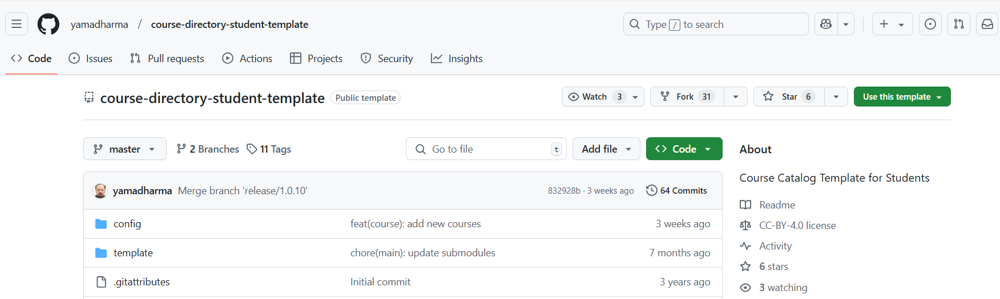 yamadharma / course-directory-student-template Type / to search
Code Issues Pull requests Actions Projects Security Insights
course-directory-student-template Public template Watch 3 Fork 31 Star 6 Use this template
master 2 Branches 11 Tags Go to file t Add file Code
About
Course Catalog Template for Students
yamadharma Merge branch 'release/1.0.10' 832928b · 3 weeks ago 64 Commits
config feat(course): add new courses 3 weeks ago
template chore(main): update submodules 7 months ago
.gitattributes Initial commit 3 years ago
Readme
CC-BY-4.0 license
Activity
6 stars
3 watching